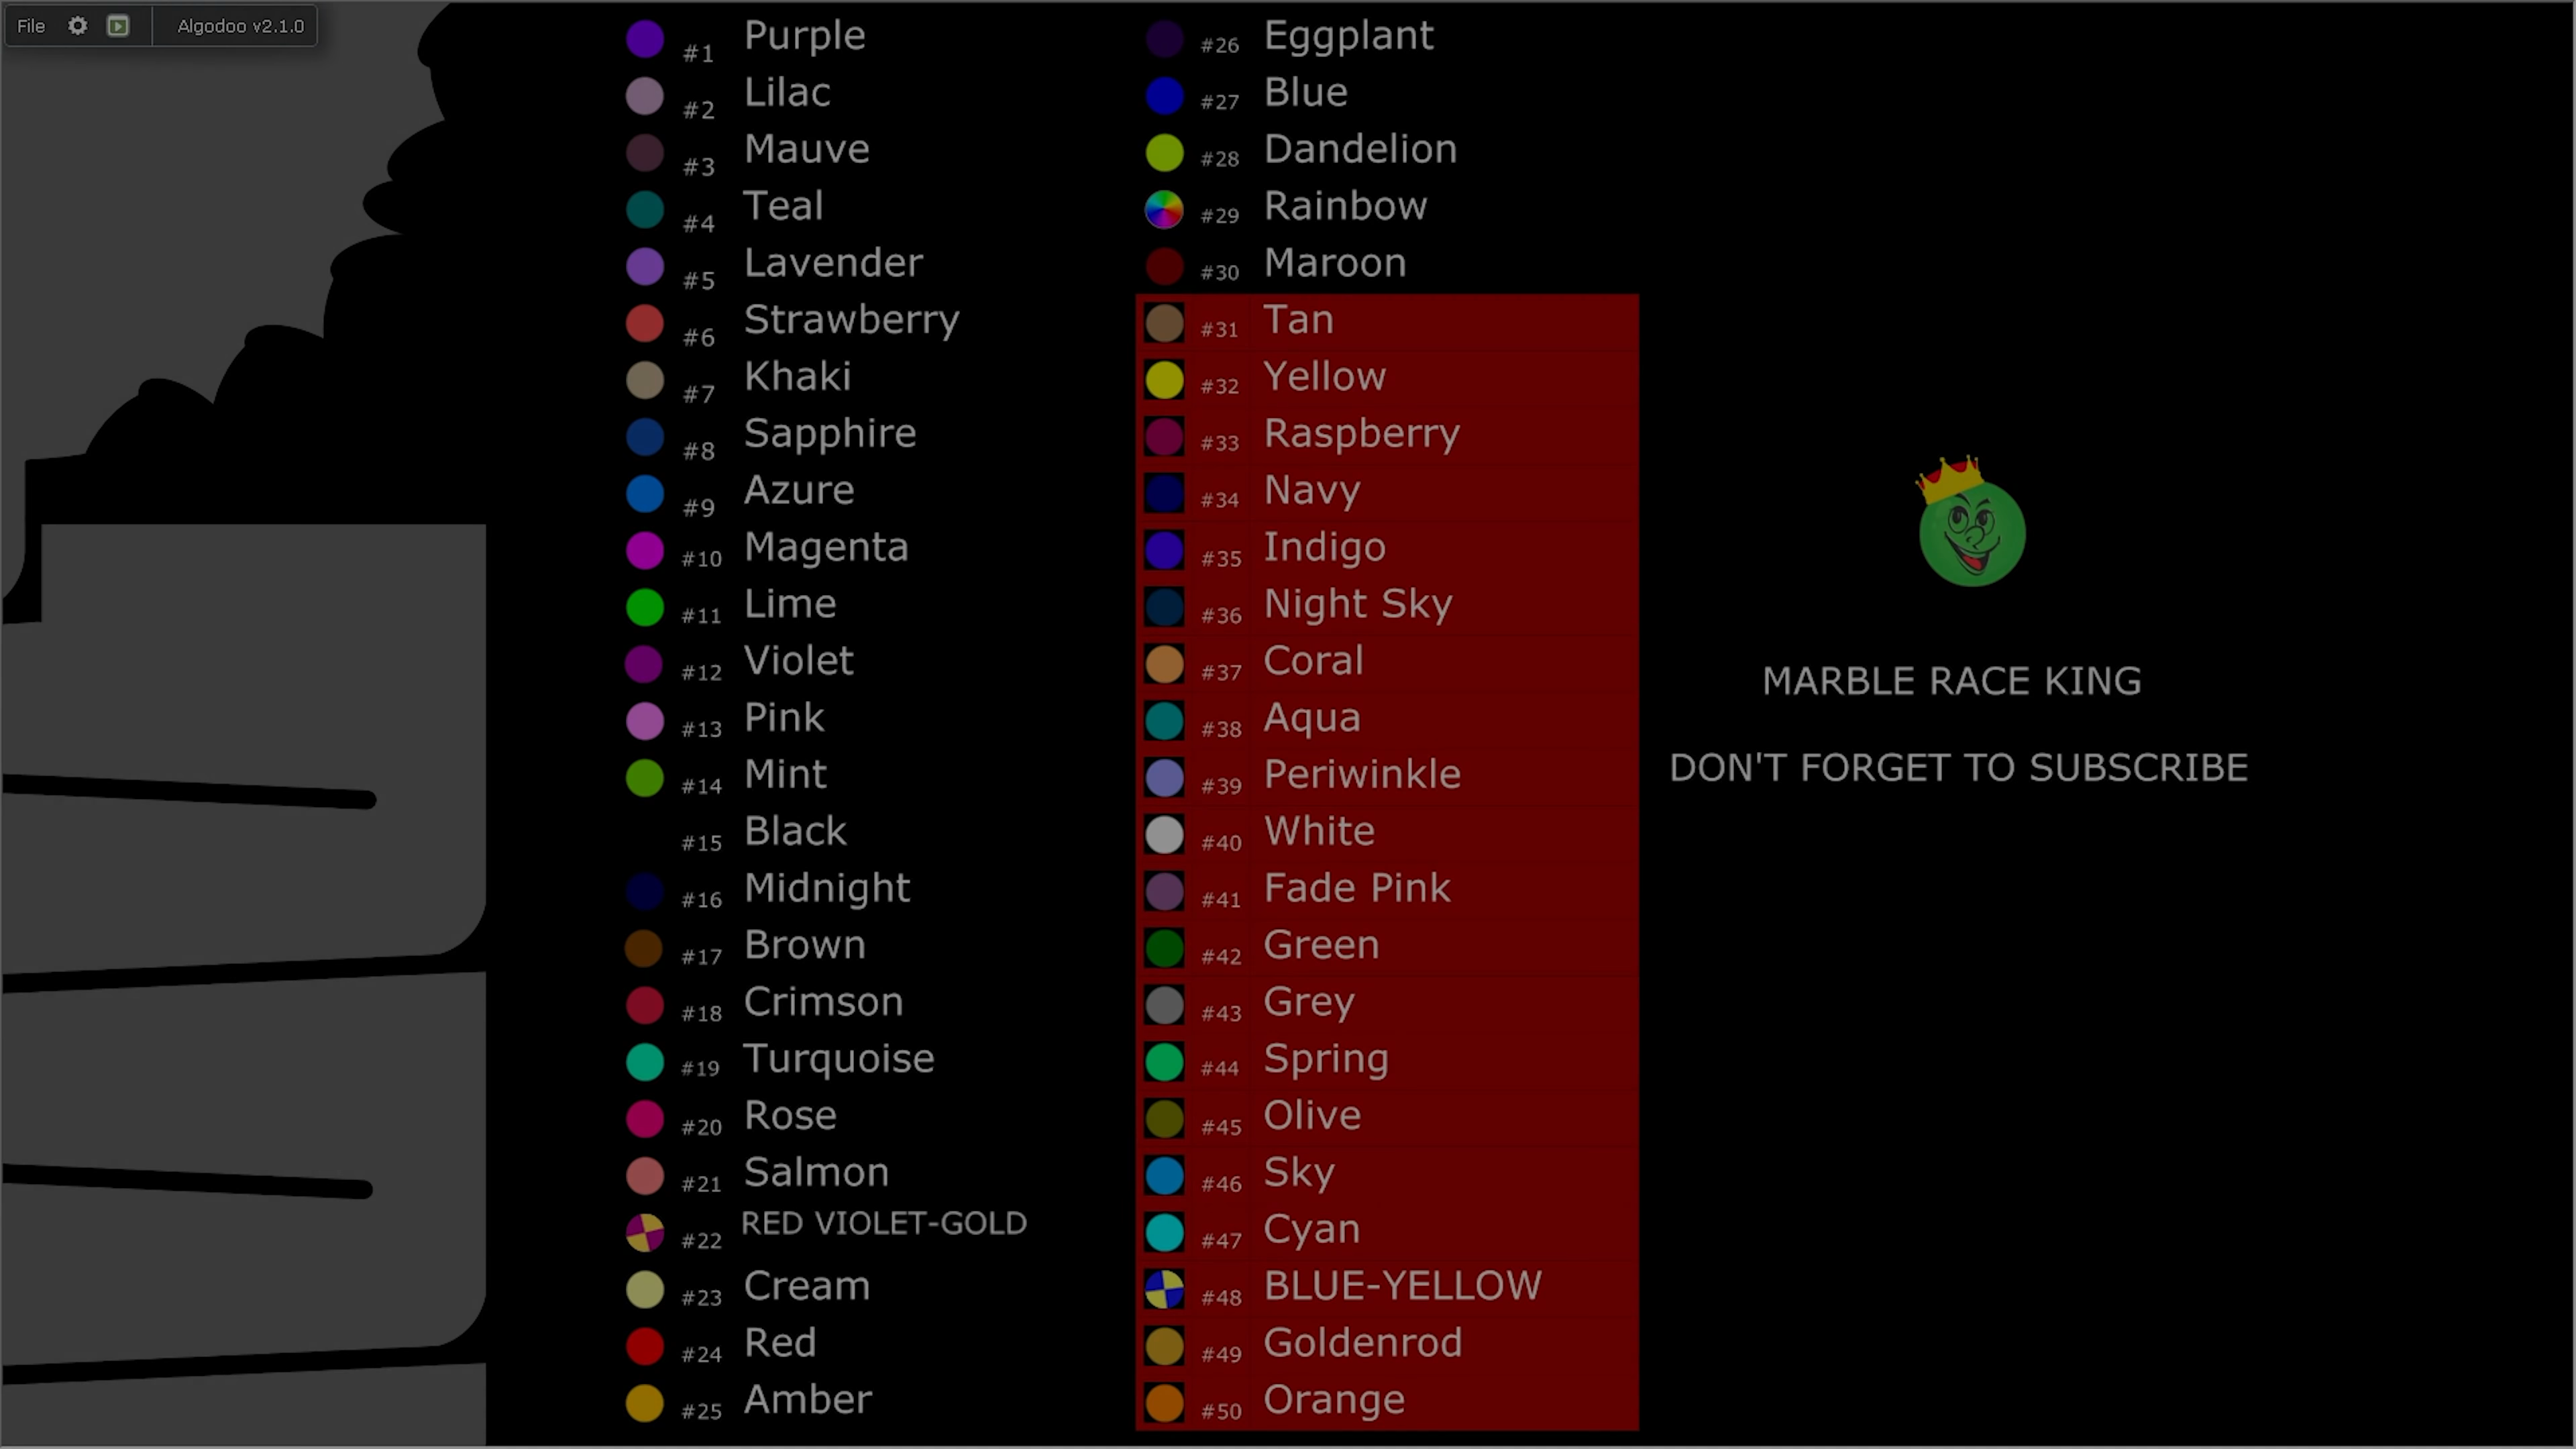 File Algodoo v2.1.0
#1 Purple
#2 Lilac
#3 Mauve
#4 Teal
#5 Lavender
#6 Strawberry
#7 Khaki
#8 Sapphire
#9 Azure
#10 Magenta
#11 Lime
#12 Violet
#13 Pink
#14 Mint
#15 Black
#16 Midnight
#17 Brown
#18 Crimson
#19 Turquoise
#20 Rose
#21 Salmon
#22 RED VIOLET-GOLD
#23 Cream
#24 Red
#25 Amber
#26 Eggplant
#27 Blue
#28 Dandelion
#29 Rainbow
#30 Maroon
#31 Tan
#32 Yellow
#33 Raspberry
#34 Navy
#35 Indigo
#36 Night Sky
#37 Coral
#38 Aqua
#39 Periwinkle
#40 White
#41 Fade Pink
#42 Green
#43 Grey
#44 Spring
#45 Olive
#46 Sky
#47 Cyan
#48 BLUE-YELLOW
#49 Goldenrod
#50 Orange
MARBLE RACE KING
DON'T FORGET TO SUBSCRIBE